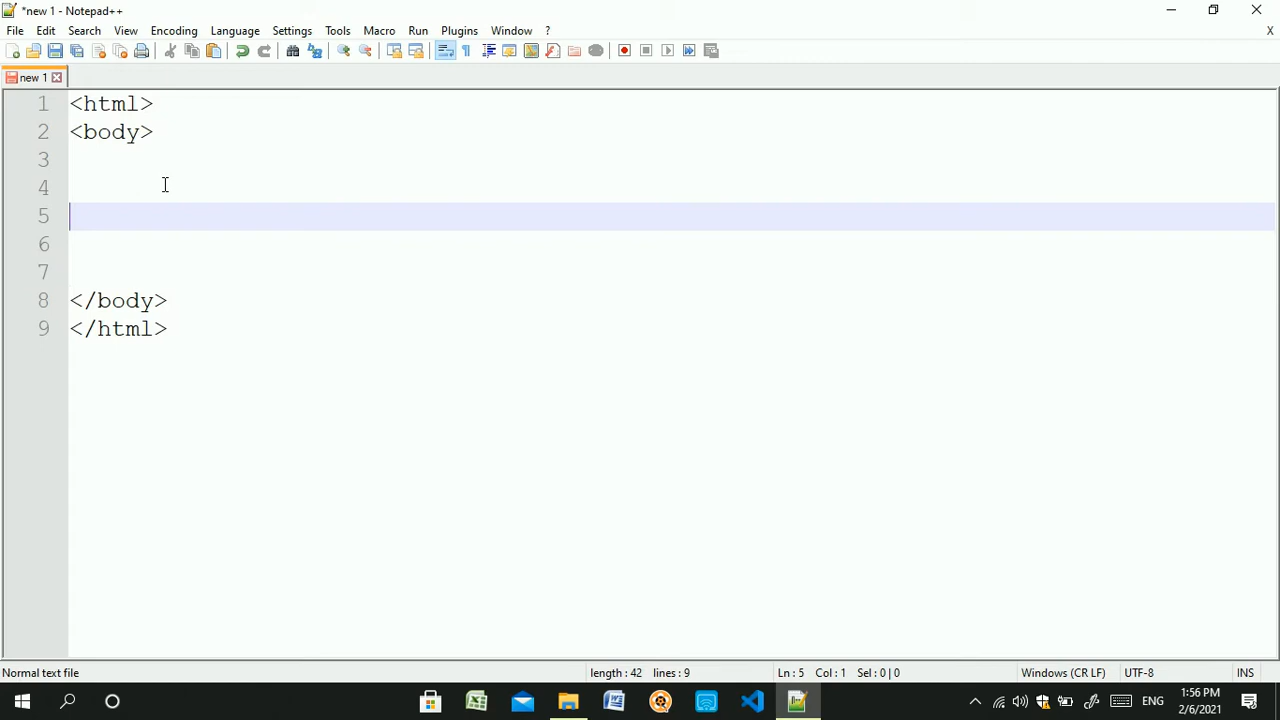 *new 1 - Notepad++
File Edit Search View Encoding Language Settings Tools Macro Run Plugins Window ? X
new 1
1 <html>
2 <body>
3
4
5
6
7
8 </body>
9 </html>
Normal text file length : 42 lines : 9 Ln : 5 Col : 1 Sel : 0 | 0 Windows (CR LF) UTF-8 INS
ENG 1:56 PM
2/6/2021